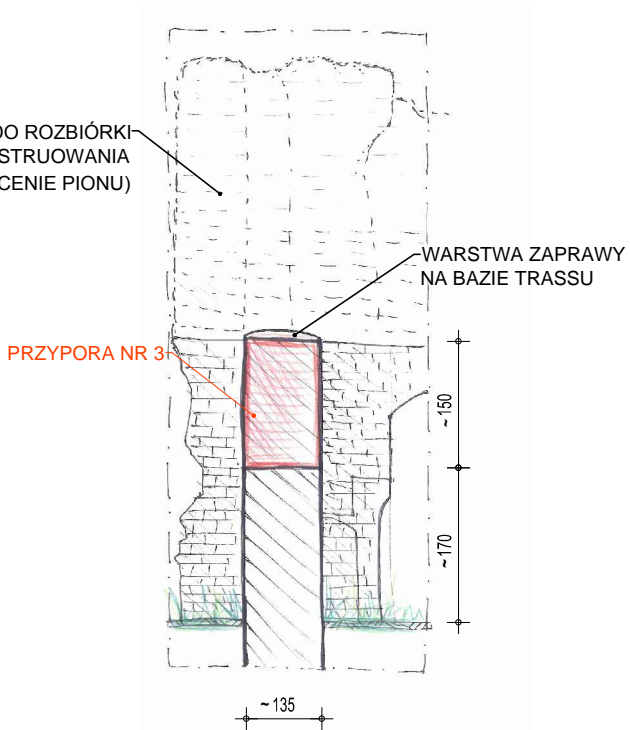 DO ROZBIÓRKI
STRUOWANIA
CENIE PIONU)
WARSTWA ZAPRAWY
NA BAZIE TRASSU
PRZYPORA NR 3
~150
~170
~135